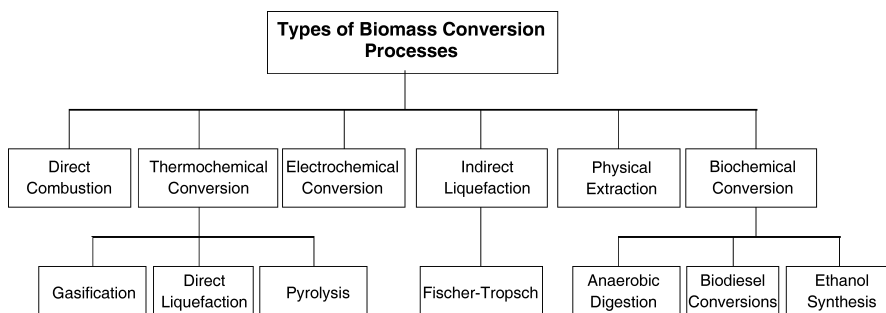 Types of Biomass Conversion
Processes
Direct
Combustion
Thermochemical
Conversion
Electrochemical
Conversion
Indirect
Liquefaction
Physical
Extraction
Biochemical
Conversion
Gasification
Direct
Liquefaction
Pyrolysis
Fischer-Tropsch
Anaerobic
Digestion
Biodiesel
Conversions
Ethanol
Synthesis